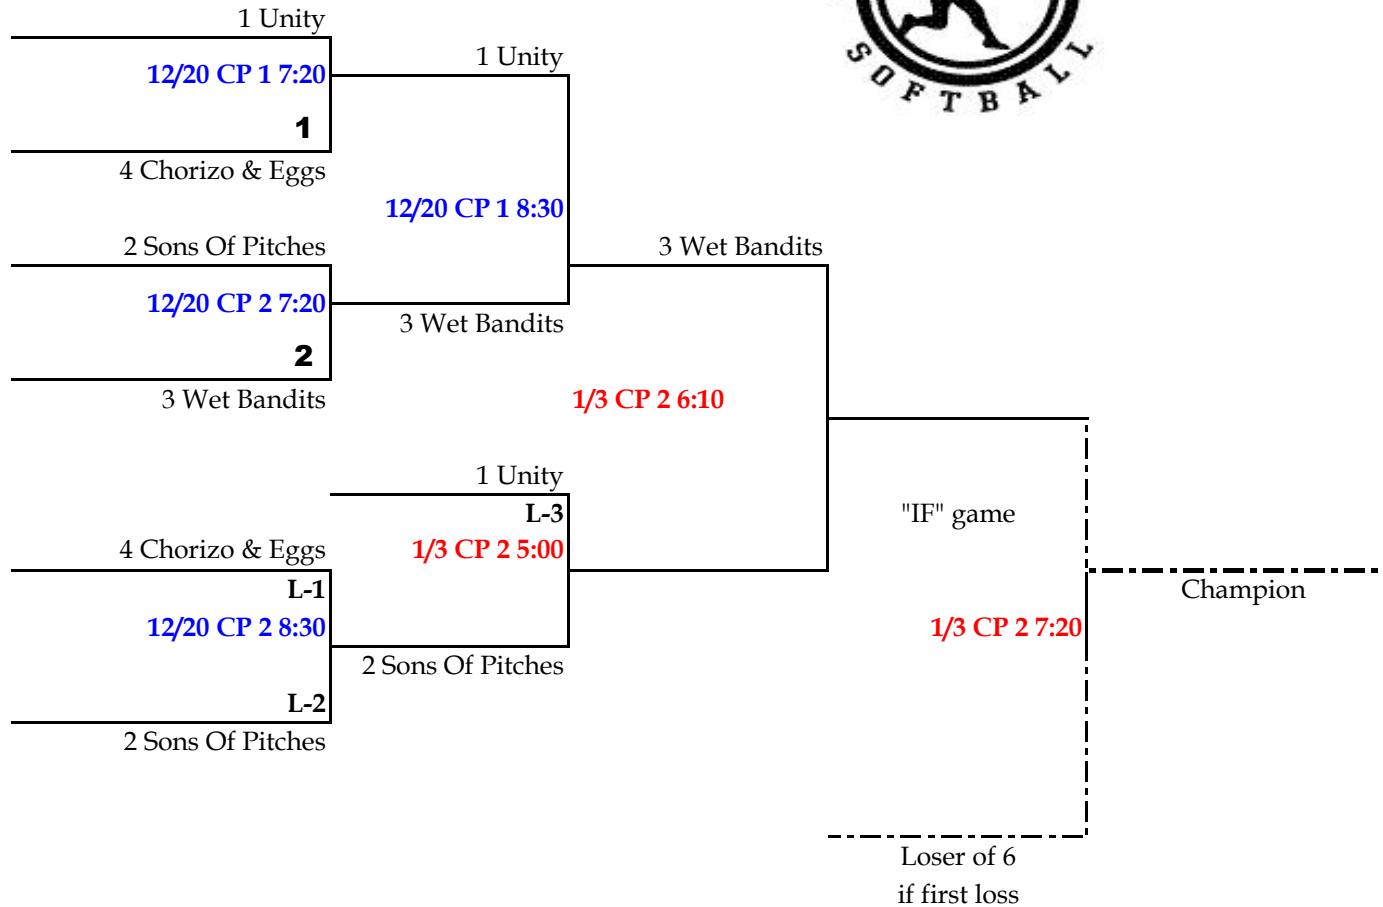 1 Unity
SOFTBALL
12/20 CP 1 7:20
1 Unity
1
4 Chorizo & Eggs
12/20 CP 1 8:30
2 Sons Of Pitches
3 Wet Bandits
12/20 CP 2 7:20
3 Wet Bandits
2
3 Wet Bandits
1/3 CP 2 6:10
1 Unity
L-3
"IF" game
4 Chorizo & Eggs
1/3 CP 2 5:00
L-1
Champion
12/20 CP 2 8:30
1/3 CP 2 7:20
2 Sons Of Pitches
L-2
2 Sons Of Pitches
Loser of 6
if first loss